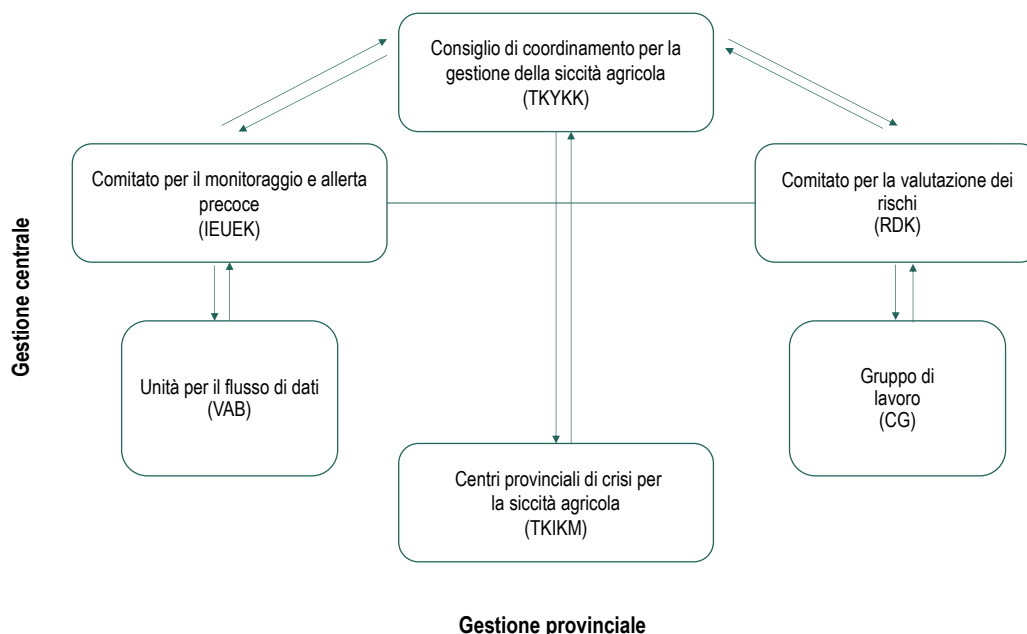 Consiglio di coordinamento per la
gestione della siccità agricola
(TKYKK)
Comitato per il monitoraggio e allerta
precoce
(IEUEK)
Comitato per la valutazione dei
rischi
(RDK)
Gestione centrale
Unità per il flusso di dati
(VAB)
Gruppo di
lavoro
(CG)
Centri provinciali di crisi per
la siccità agricola
(TKIKM)
Gestione provinciale